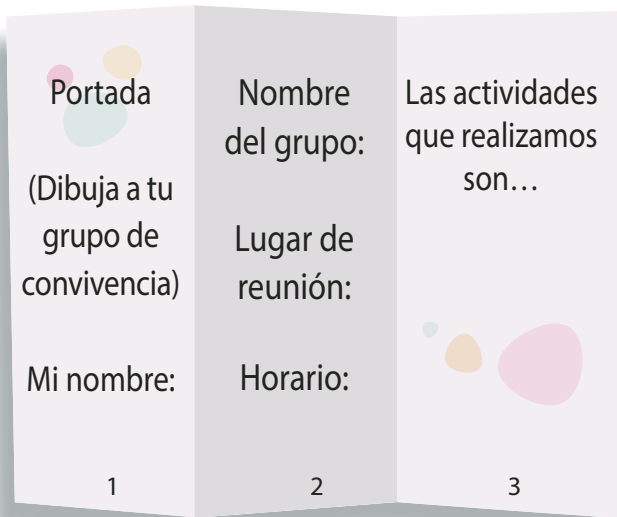 Portada
(Dibuja a tu
grupo de
convivencia)
Mi nombre:
1
Nombre
del grupo:
Lugar de
reunión:
Horario:
2
Las actividades
que realizamos
son…
3